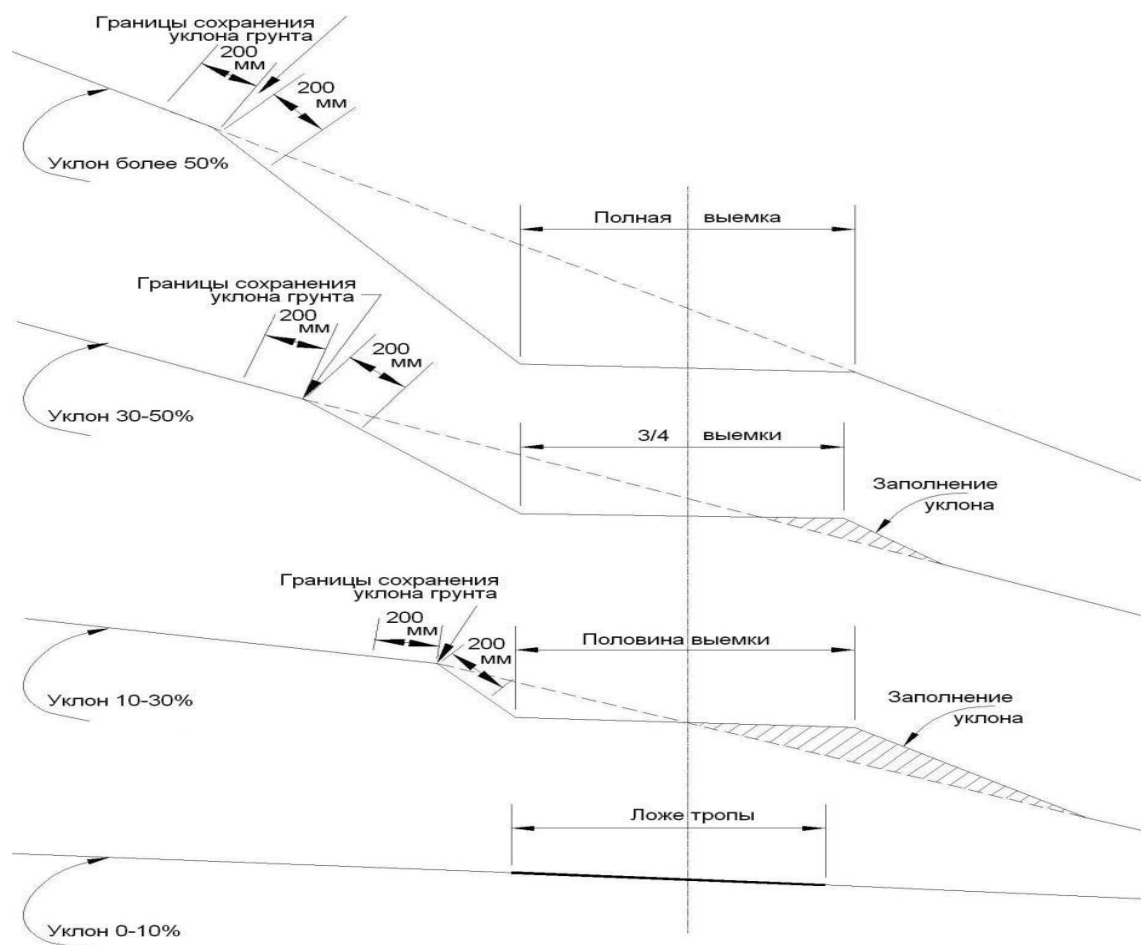 Границы сохранения
уклона грунта
200
мм
200
мм
Уклон более 50%
Полная выемка
Границы сохранения
уклона грунта
200
мм
200
мм
Уклон 30-50%
3/4 выемки
Заполнение
уклона
Границы сохранения
уклона грунта
200
мм
200
мм
Половина выемки
Уклон 10-30%
Заполнение
уклона
Ложе тропы
Уклон 0-10%